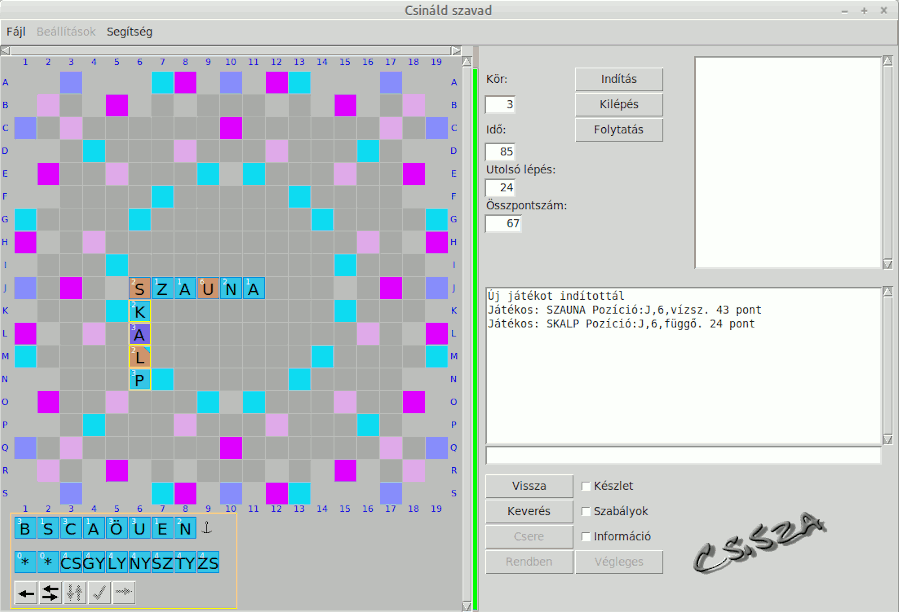 Csináld szavad
Fájl Beállítások Segítség
1 2 3 4 5 6 7 8 9 10 11 12 13 14 15 16 17 18 19
A A
B B
C C
D D
E E
F F
G G
H H
I I
J S Z A U N A J
K K K
L A L
M L M
N P N
O O
P P
Q Q
R R
S S
1 2 3 4 5 6 7 8 9 10 11 12 13 14 15 16 17 18 19
B S C A Ö U E N
* * CS GY LY NY SZ TY ZS
Kör:
3
Idő:
85
Utolsó lépés:
24
Összpontszám:
67
Indítás
Kilépés
Folytatás
Új játékot indítottál
Játékos: SZAUNA Pozíció:J,6,vízsz. 43 pont
Játékos: SKALP Pozíció:J,6,függő. 24 pont
Vissza Készlet
Keverés Szabályok
Csere Információ
Rendben Végleges
CS.SZA